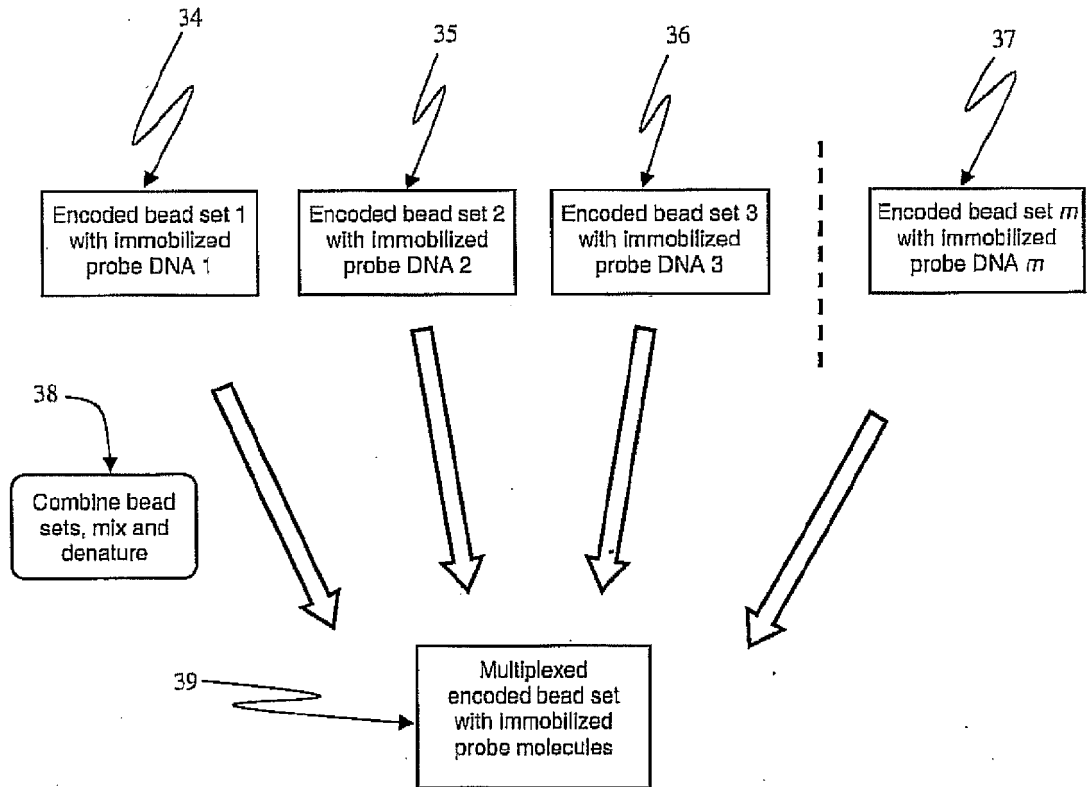 34
35
36
37
Encoded bead set 1
with immobilized
probe DNA 1
Encoded bead set 2
with immobilized
probe DNA 2
Encoded bead set 3
with immobilized
probe DNA 3
Encoded bead set m
with immobilized
probe DNA m
38
Combine bead
sets, mix and
denature
39
Multiplexed
encoded bead set
with immobilized
probe molecules